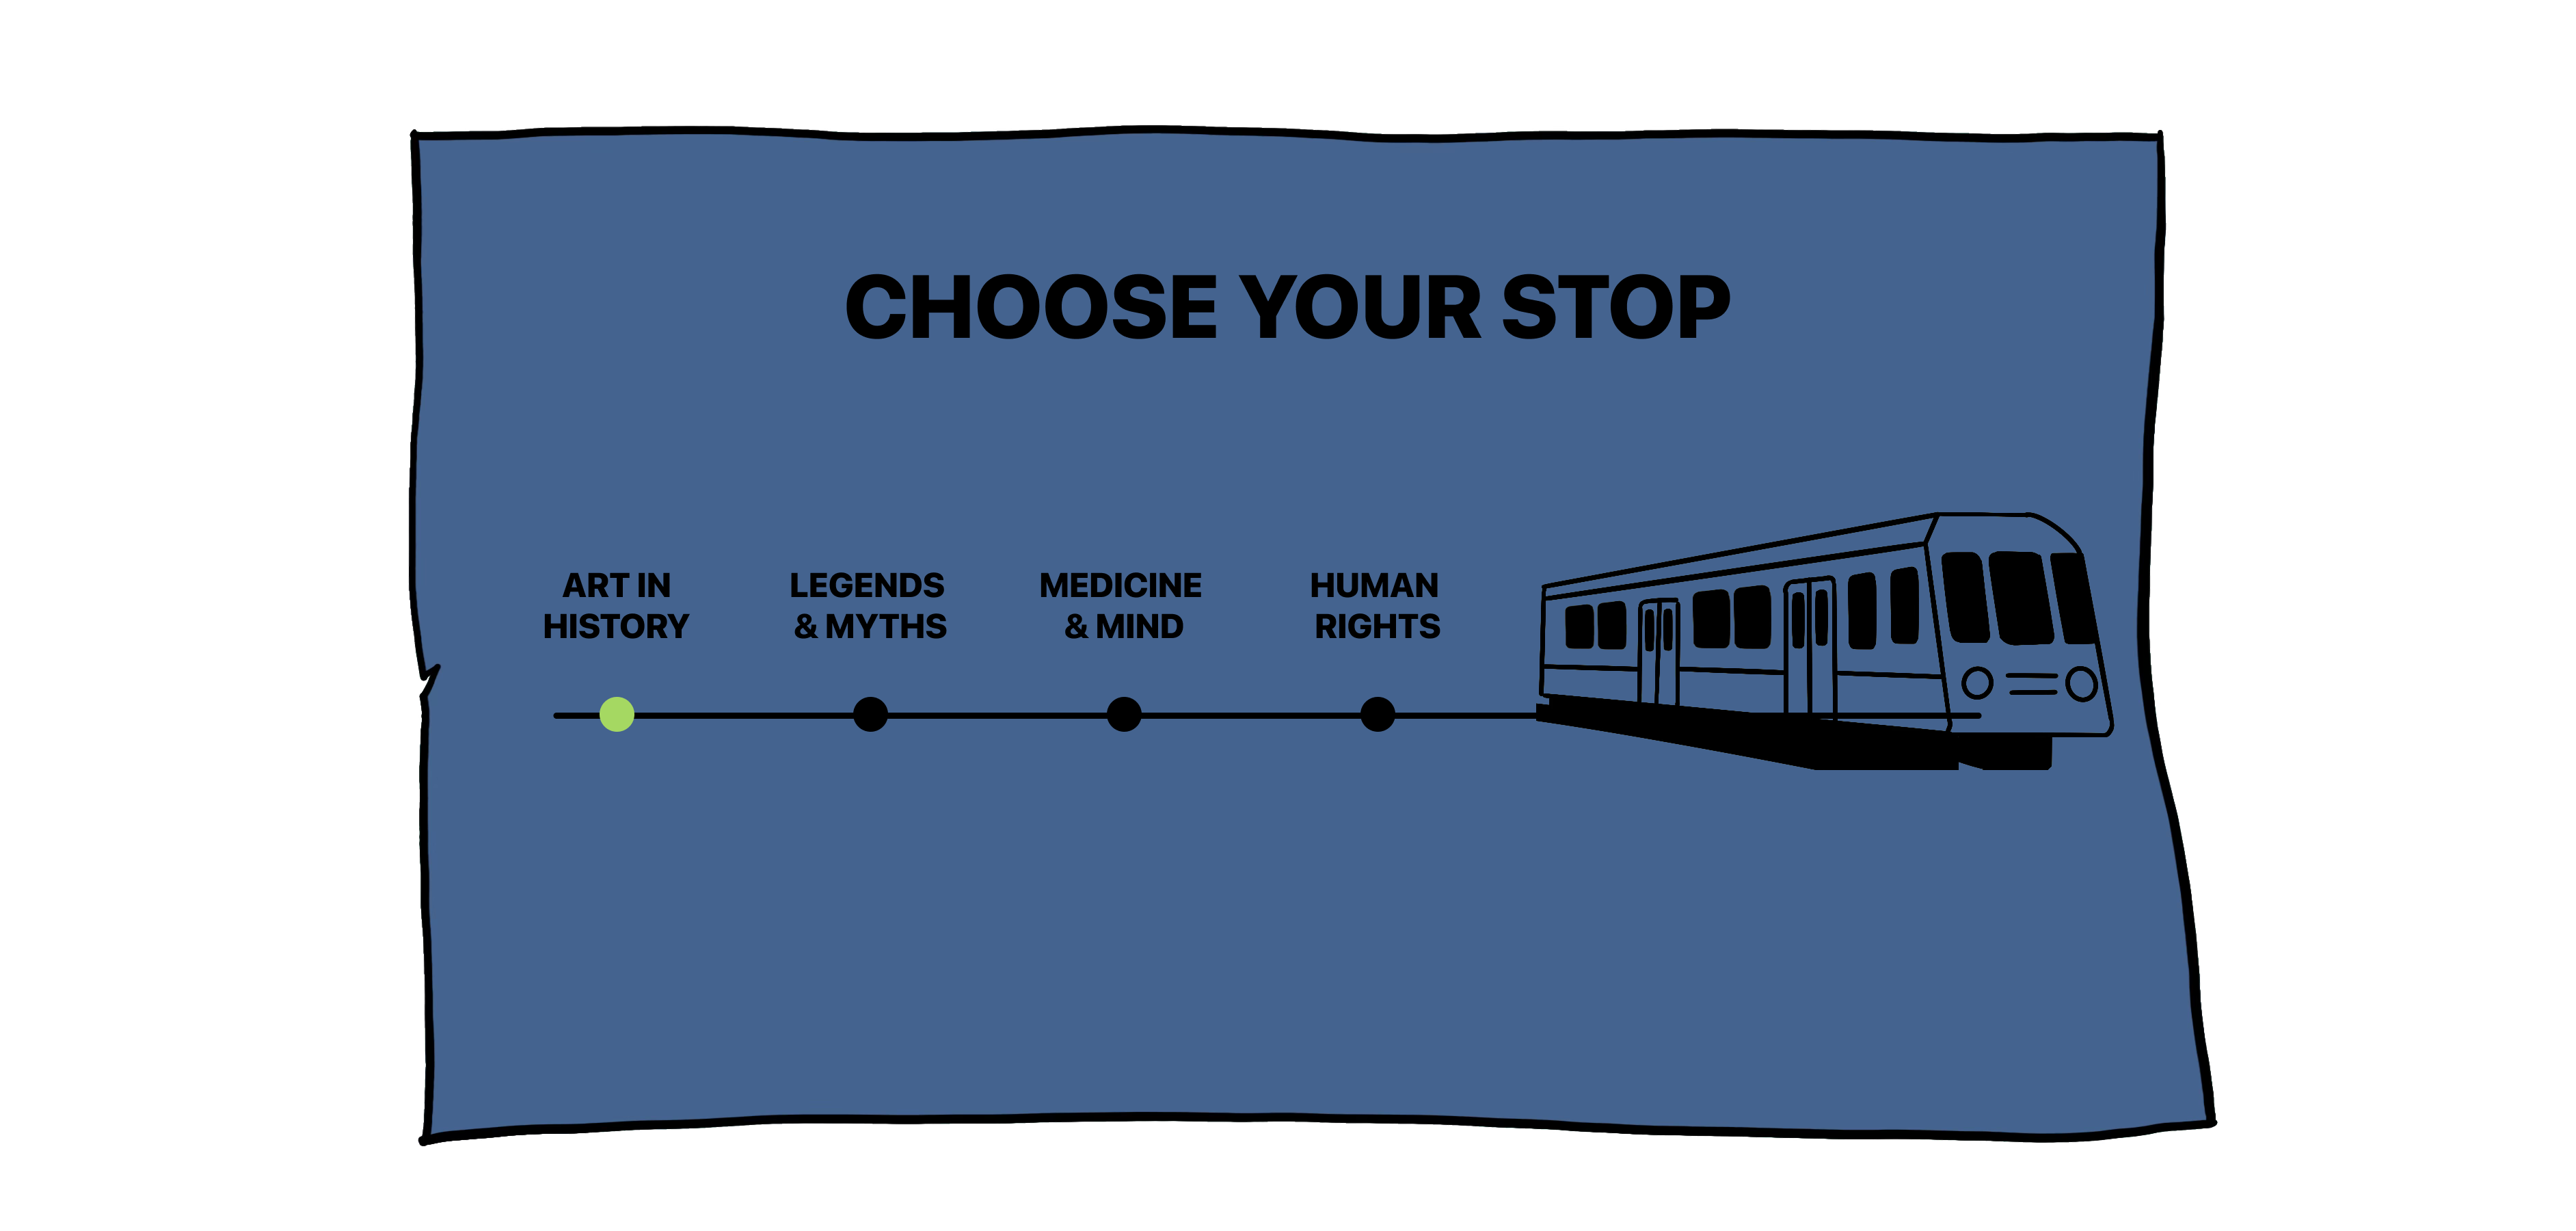 CHOOSE YOUR STOP
ART IN
HISTORY
LEGENDS
& MYTHS
MEDICINE
& MIND
HUMAN
RIGHTS